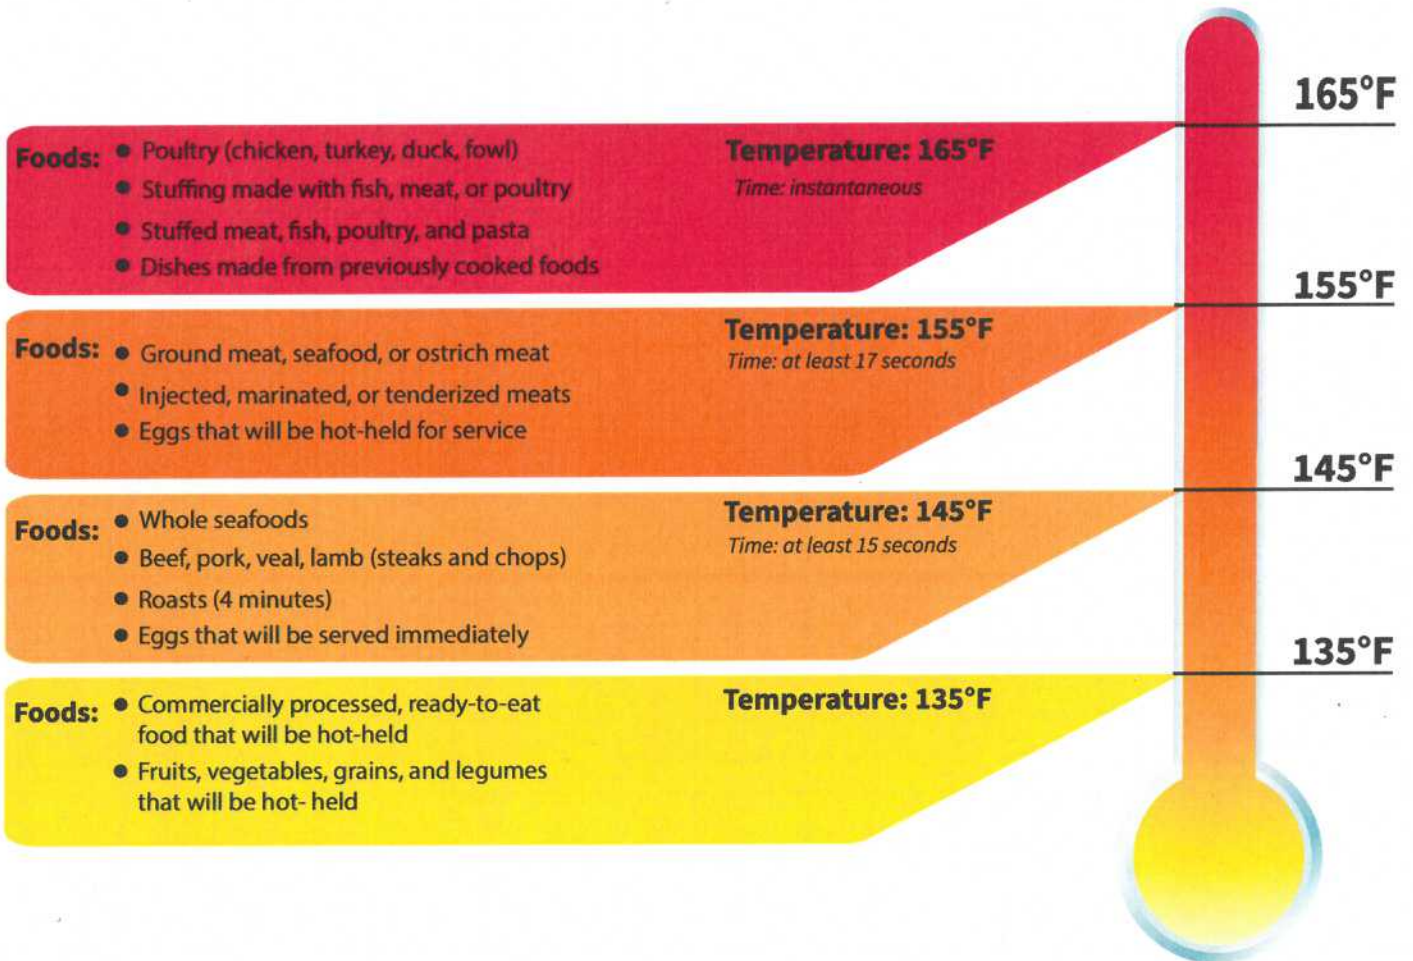 165°F
Foods: ● Poultry (chicken, turkey, duck, fowl)
Temperature: 165°F
● Stuffing made with fish, meat, or poultry
Time: instantaneous
● Stuffed meat, fish, poultry, and pasta
● Dishes made from previously cooked foods
155°F
Temperature: 155°F
Foods: ● Ground meat, seafood, or ostrich meat
Time: at least 17 seconds
● Injected, marinated, or tenderized meats
● Eggs that will be hot-held for service
145°F
Temperature: 145°F
Foods: ● Whole seafoods
Time: at least 15 seconds
● Beef, pork, veal, lamb (steaks and chops)
● Roasts (4 minutes)
● Eggs that will be served immediately
135°F
Temperature: 135°F
Foods: ● Commercially processed, ready-to-eat
food that will be hot-held
● Fruits, vegetables, grains, and legumes
that will be hot- held